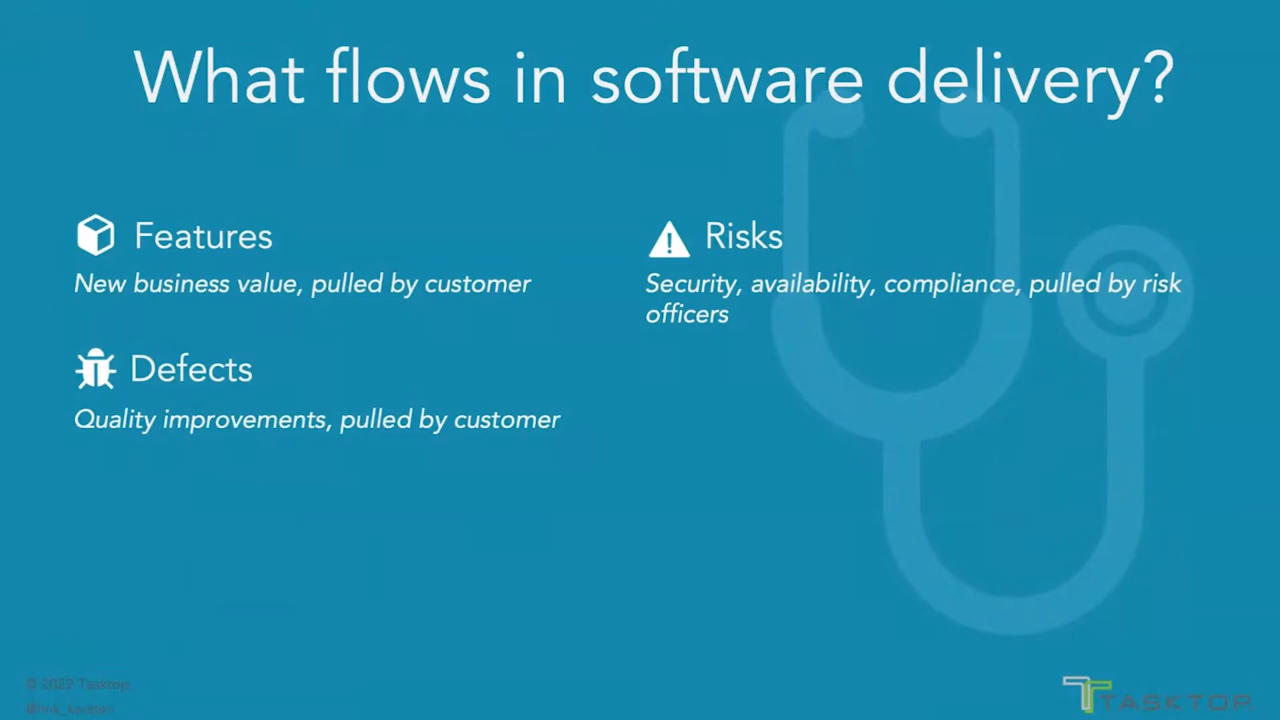 What flows in software delivery?
Features
New business value, pulled by customer
Defects
Quality improvements, pulled by customer
Risks
Security, availability, compliance, pulled by risk
officers
© 2022 Tasktop
TASKTOP